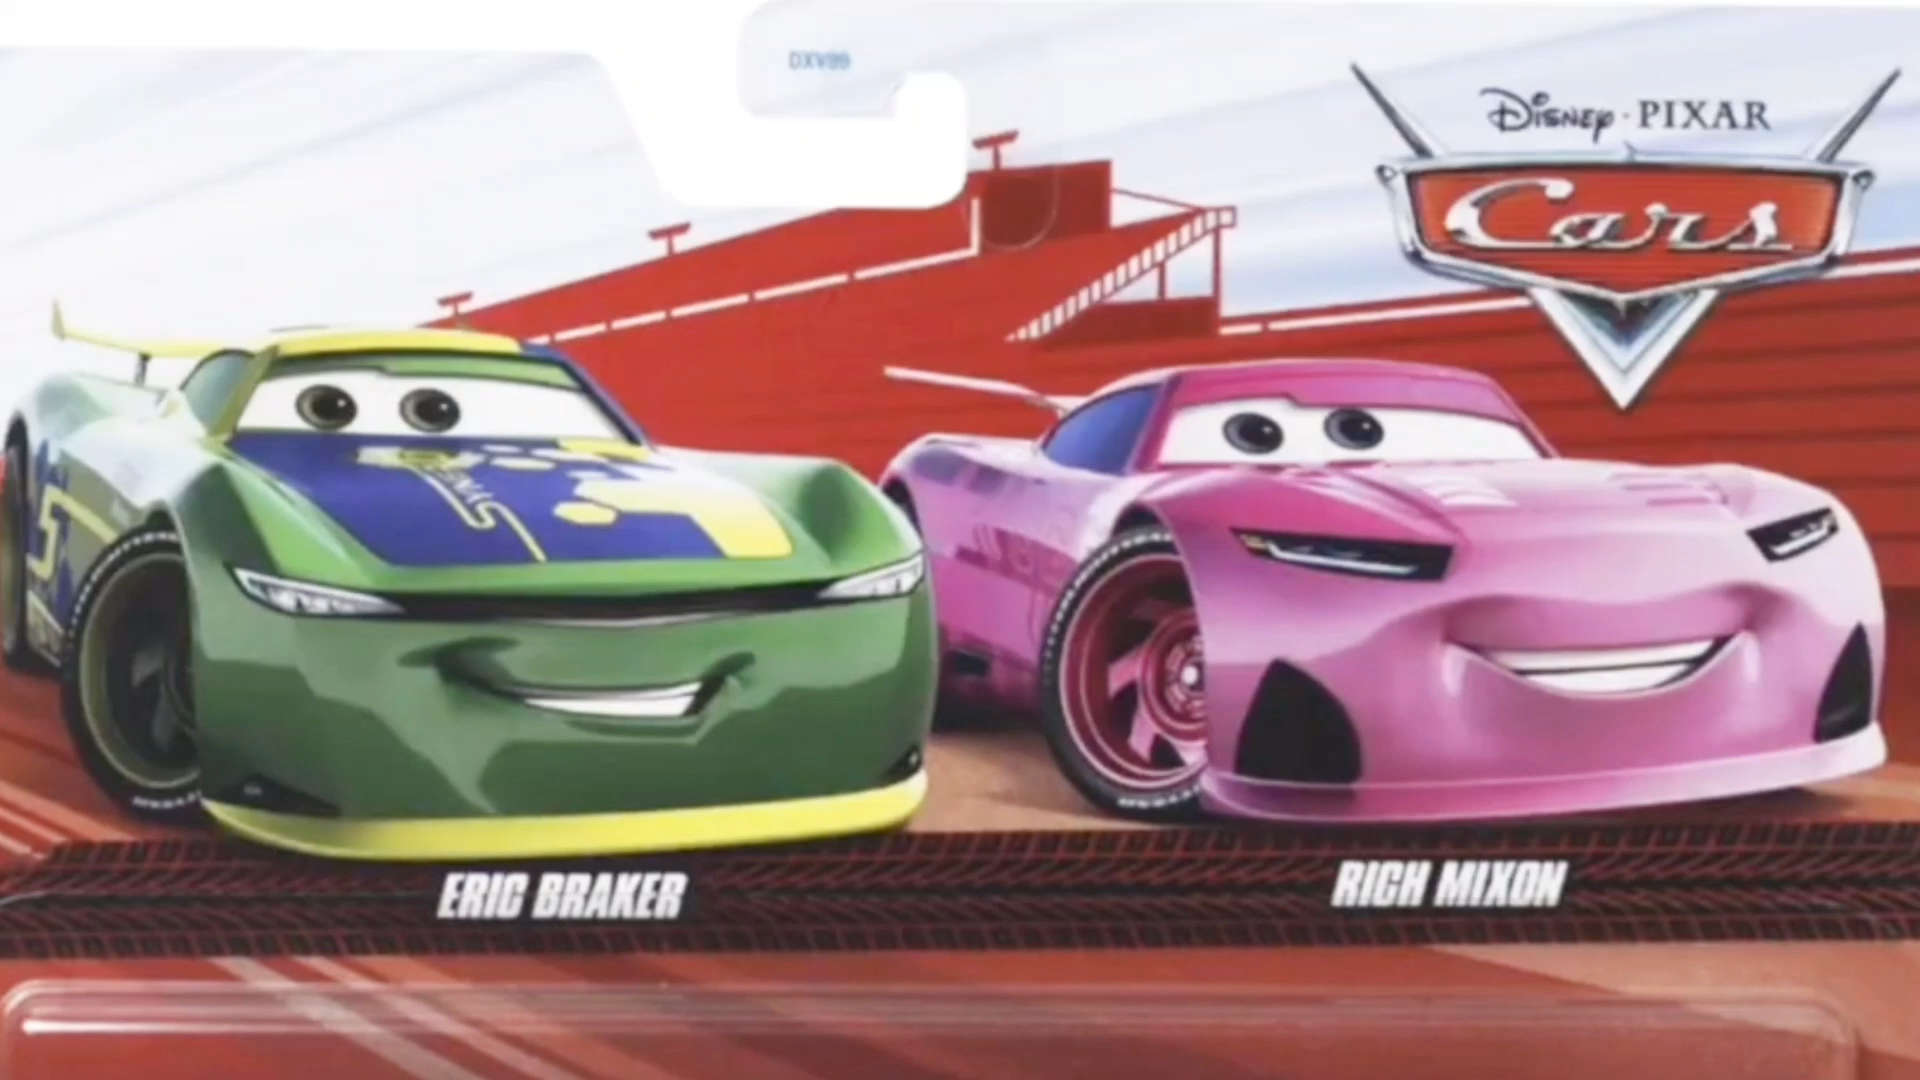 DXV99
Disney · PIXAR
Cars
ERIC BRAKER
RICH MIXON